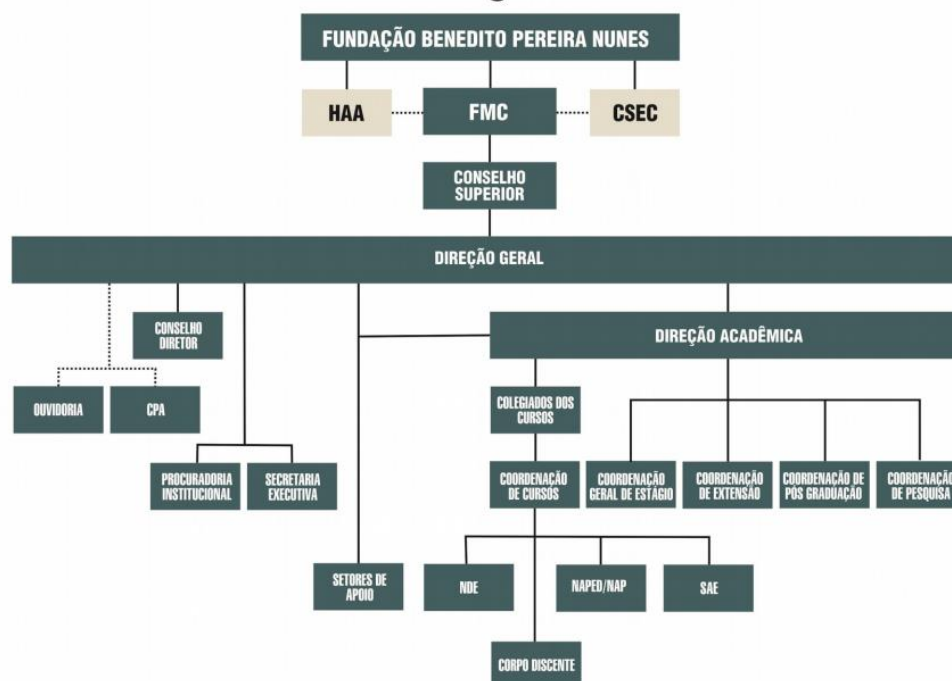 FUNDAÇÃO BENEDITO PEREIRA NUNES
HAA
FMC
CSEC
CONSELHO
SUPERIOR
DIREÇÃO GERAL
CONSELHO
DIRETOR
DIREÇÃO ACADÊMICA
OUVIDORIA
CPA
COLEGIADOS DOS
CURSOS
PROCURADORIA
INSTITUCIONAL
SECRETARIA
EXECUTIVA
COORDENAÇÃO
DE CURSOS
COORDENAÇÃO
GERAL DE ESTÁGIO
COORDENAÇÃO
DE EXTENSÃO
COORDENAÇÃO DE
PÓS GRADUAÇÃO
COORDENAÇÃO
DE PESQUISA
SETORES DE
APOIO
NDE
NAPED/NAP
SAE
CORPO DISCENTE